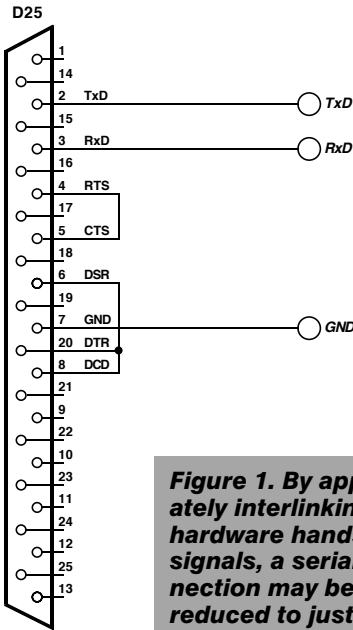 D25
1
14
2 TxD TxD
15
3 RxD RxD
16
4 RTS
17
5 CTS
18
6 DSR
19
7 GND GND
20 DTR
8 DCD
21
9
22
10
23
11
24
12
25
13
Figure 1. By app
ately interlinkin
hardware hands
signals, a seria
nection may be
reduced to just